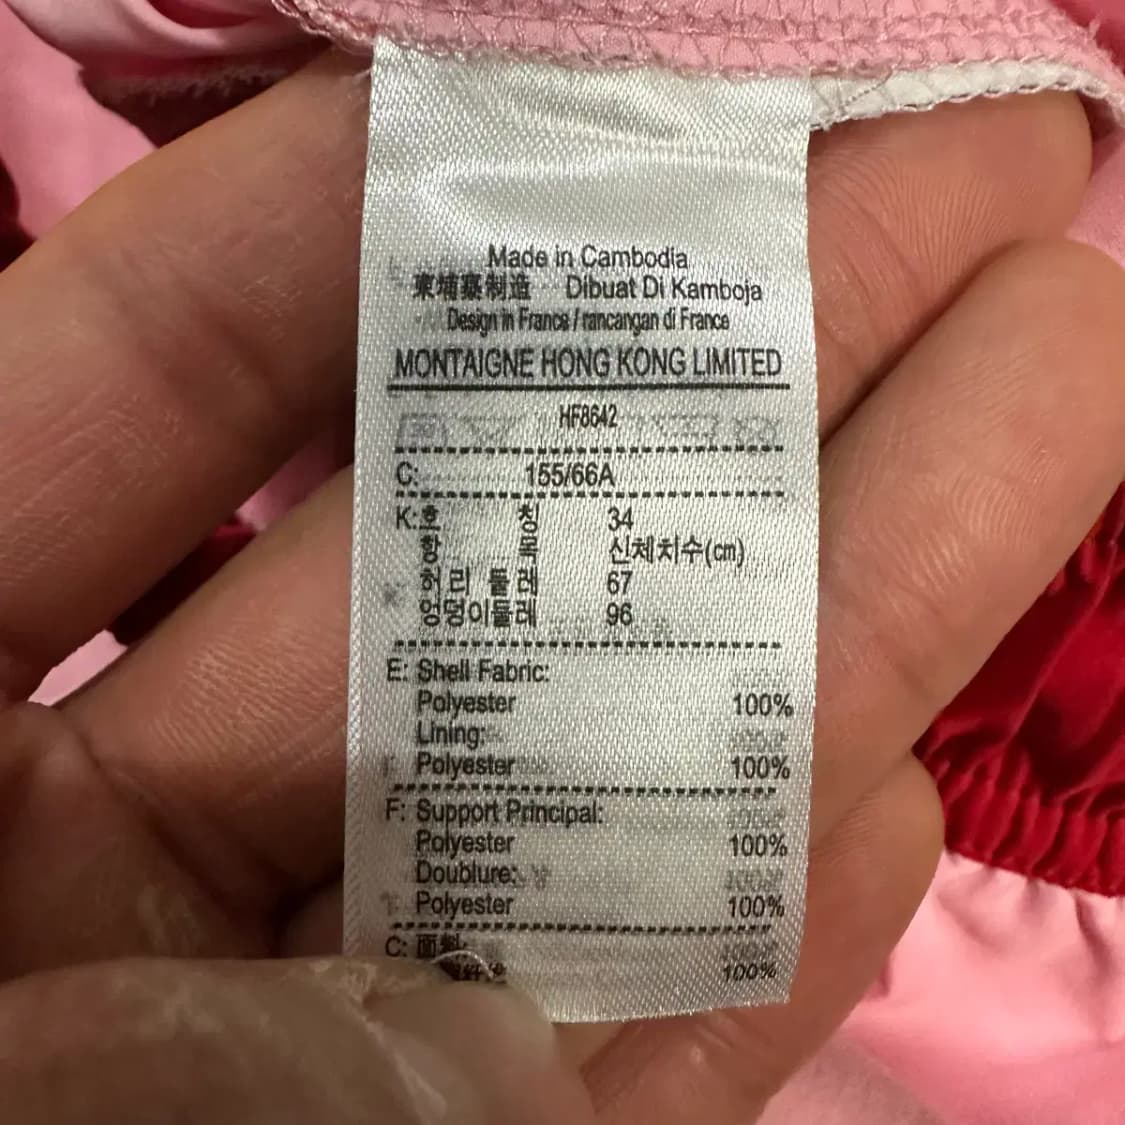 Made in Cambodia
柬埔寨制造 Dibuat Di Kamboja
Design in France / rancangan di France
MONTAIGNE HONG KONG LIMITED
HF8642
C: 155/66A
K: 호 칭 34
항 목 신체치수(cm)
허리 둘레 67
엉덩이둘레 96
E: Shell Fabric:
Polyester 100%
Lining:
Polyester 100%
F: Support Principal:
Polyester 100%
Doublure:
Polyester 100%
C: 面料
100%